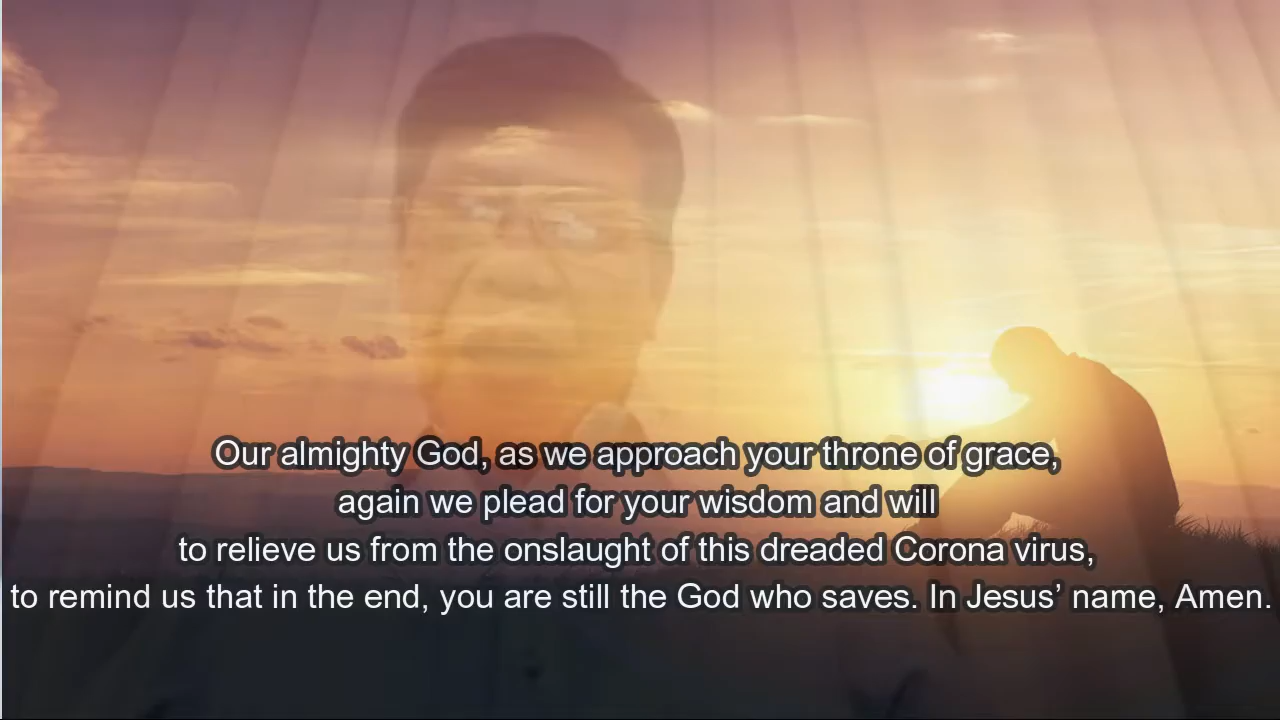 Our almighty God, as we approach your throne of grace,
again we plead for your wisdom and will
to relieve us from the onslaught of this dreaded Corona virus,
to remind us that in the end, you are still the God who saves. In Jesus’ name, Amen.